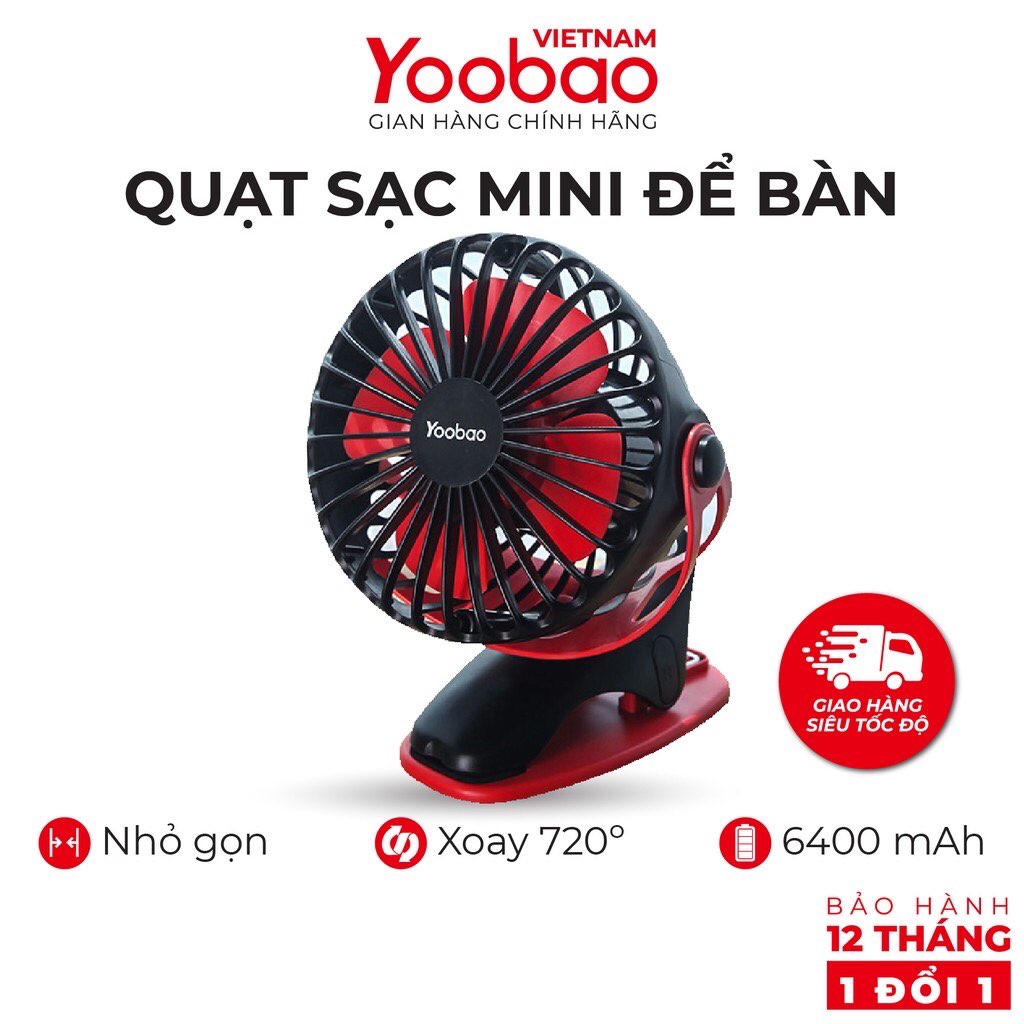 VIETNAM
Yoobao
GIAN HÀNG CHÍNH HÃNG
QUẠT SẠC MINI ĐỂ BÀN
Yoobao
GIAO HÀNG
SIÊU TỐC ĐỘ
Nhỏ gọn
Xoay 720°
6400 mAh
BẢO HÀNH
12 THÁNG
1 ĐỔI 1